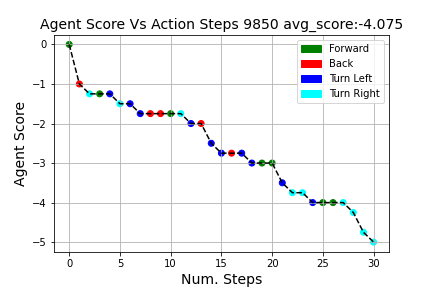 Agent Score Vs Action Steps 9850 avg_score:-4.075
Forward
Back
Turn Left
Turn Right
Agent Score
0
−1
−2
−3
−4
−5
0 5 10 15 20 25 30
Num. Steps